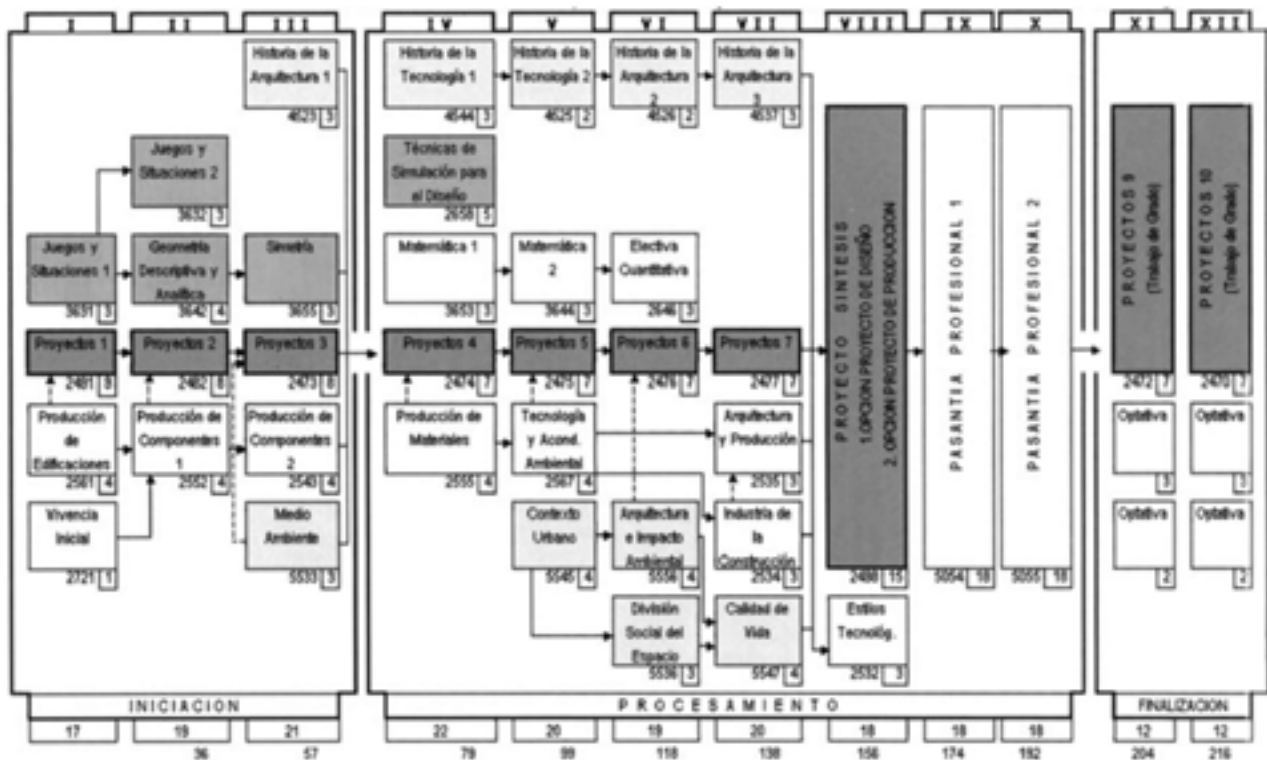 I II III IV V VI VII VIII IX X XI XII
Historia de la
Arquitectura 1
4523 3
Historia de la
Tecnología 1
4544 3
Historia de la
Tecnología 2
4525 2
Historia de la
Arquitectura
2
4526 2
Historia de la
Arquitectura
3
4537 3
Juegos y
Situaciones 2
3632 3
Técnicas de
Simulación para
el Diseño
2658 5
Juegos y
Situaciones 1
3631 3
Geometría
Descriptiva y
Analítica
3642 4
Simetría
3655 3
Matemática 1
3653 3
Matemática
2
3644 3
Electiva
Cuantitativa
2646 3
Proyectos 1
2481 8
Proyectos 2
2482 8
Proyectos 3
2473 8
Proyectos 4
2474 7
Proyectos 5
2475 7
Proyectos 6
2476 7
Proyectos 7
2477 7
Producción
de
Edificaciones
2561 4
Producción de
Componentes
1
2552 4
Producción de
Componentes
2
2543 4
Producción de
Materiales
2555 4
Tecnología
y Acond.
Ambiental
2567 4
Arquitectura
y Producción
2535 3
Vivencia
Inicial
2721 1
Medio
Ambiente
5533 3
Contexto
Urbano
5545 4
Arquitectura
e Impacto
Ambiental
5556 4
Industria de
la
Construcción
2534 3
División
Social del
Espacio
5536 3
Calidad de
Vida
5547 4
PROYECTO SINTESIS
1.OPCION PROYECTO DE DISEÑO
2. OPCION PROYECTO DE PRODUCCION
2488 15
Estilos
Tecnológ.
2532 3
PASANTIA PROFESIONAL 1
5054 18
PASANTIA PROFESIONAL 2
5055 18
PROYECTOS 9
(Trabajo de Grado)
2472 7
PROYECTOS 10
(Trabajo de Grado)
2470 7
Optativa
3
Optativa
3
Optativa
2
Optativa
2
INICIACION
PROCESAMIENTO
FINALIZACION
17 19 21 22 20 19 20 18 18 18 12 12
36 57 79 99 118 138 156 174 192 204 216